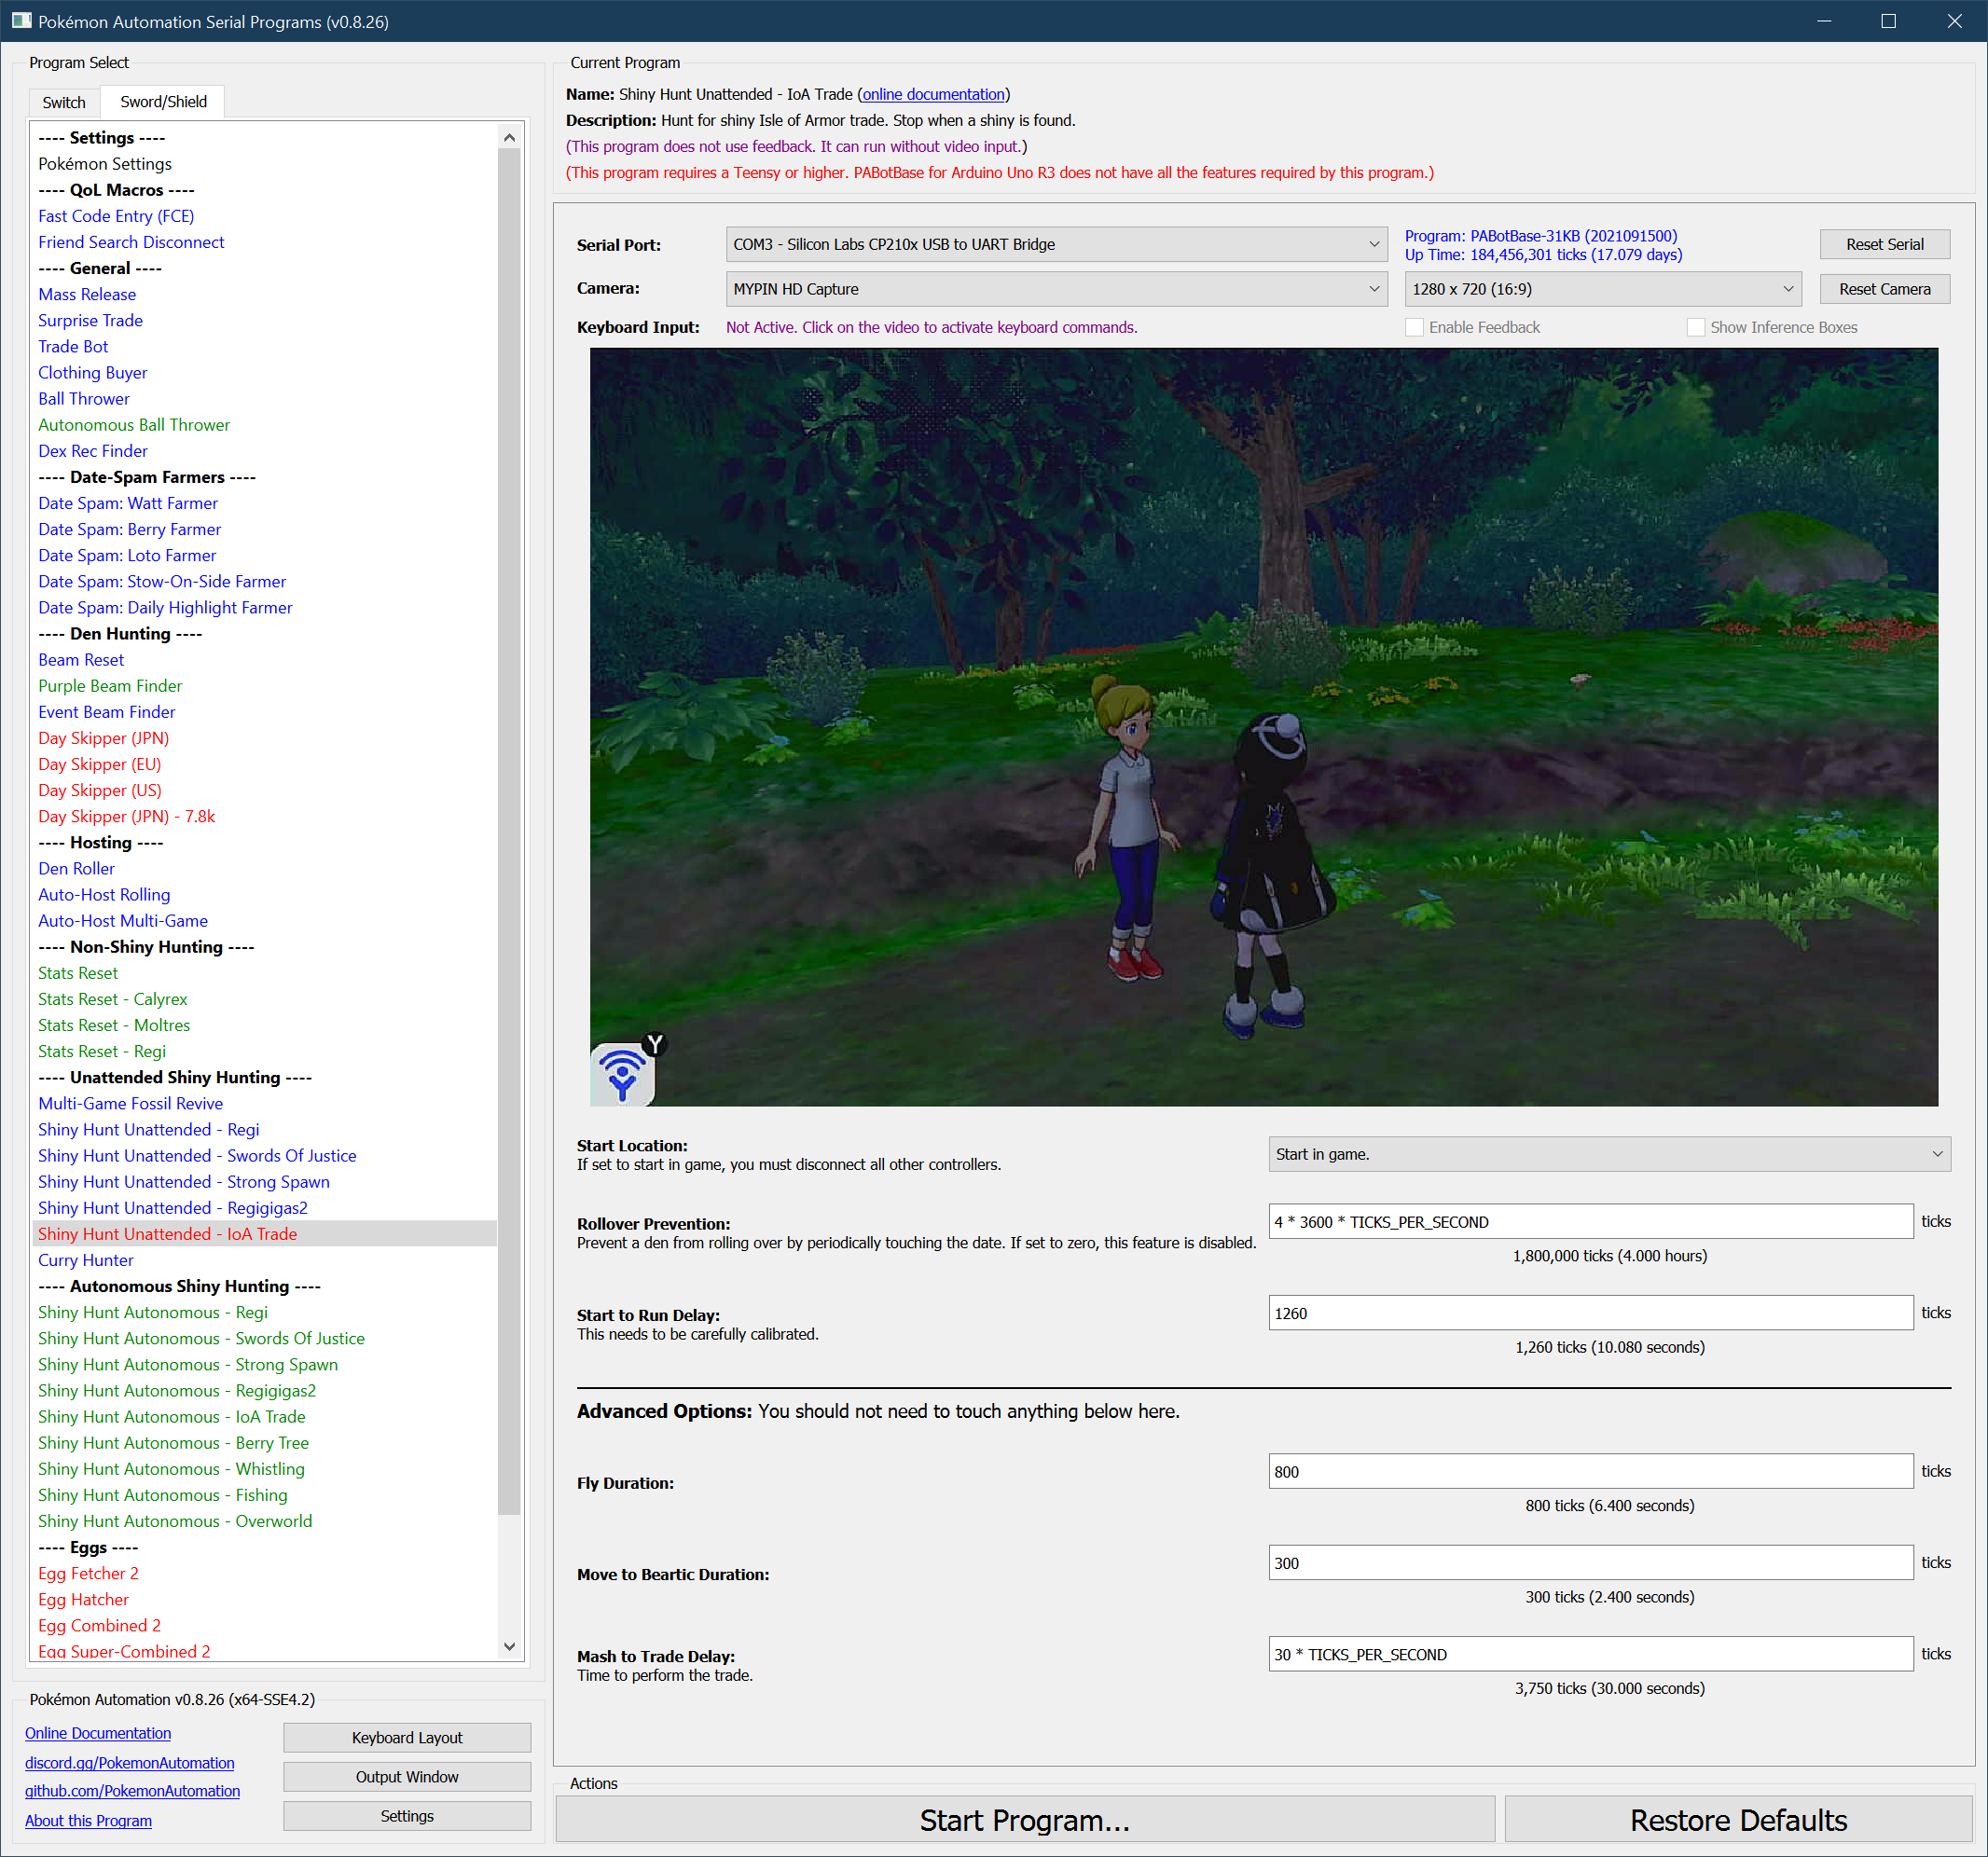 Pokémon Automation Serial Programs (v0.8.26)
Program Select
Switch
Sword/Shield
---- Settings ----
Pokémon Settings
---- QoL Macros ----
Fast Code Entry (FCE)
Friend Search Disconnect
---- General ----
Mass Release
Surprise Trade
Trade Bot
Clothing Buyer
Ball Thrower
Autonomous Ball Thrower
Dex Rec Finder
---- Date-Spam Farmers ----
Date Spam: Watt Farmer
Date Spam: Berry Farmer
Date Spam: Loto Farmer
Date Spam: Stow-On-Side Farmer
Date Spam: Daily Highlight Farmer
---- Den Hunting ----
Beam Reset
Purple Beam Finder
Event Beam Finder
Day Skipper (JPN)
Day Skipper (EU)
Day Skipper (US)
Day Skipper (JPN) - 7.8k
---- Hosting ----
Den Roller
Auto-Host Rolling
Auto-Host Multi-Game
---- Non-Shiny Hunting ----
Stats Reset
Stats Reset - Calyrex
Stats Reset - Moltres
Stats Reset - Regi
---- Unattended Shiny Hunting ----
Multi-Game Fossil Revive
Shiny Hunt Unattended - Regi
Shiny Hunt Unattended - Swords Of Justice
Shiny Hunt Unattended - Strong Spawn
Shiny Hunt Unattended - Regigigas2
Shiny Hunt Unattended - IoA Trade
Curry Hunter
---- Autonomous Shiny Hunting ----
Shiny Hunt Autonomous - Regi
Shiny Hunt Autonomous - Swords Of Justice
Shiny Hunt Autonomous - Strong Spawn
Shiny Hunt Autonomous - Regigigas2
Shiny Hunt Autonomous - IoA Trade
Shiny Hunt Autonomous - Berry Tree
Shiny Hunt Autonomous - Whistling
Shiny Hunt Autonomous - Fishing
Shiny Hunt Autonomous - Overworld
---- Eggs ----
Egg Fetcher 2
Egg Hatcher
Egg Combined 2
Egg Super-Combined 2
Pokémon Automation v0.8.26 (x64-SSE4.2)
Online Documentation
discord.gg/PokemonAutomation
github.com/PokemonAutomation
About this Program
Keyboard Layout
Output Window
Settings
Current Program
Name: Shiny Hunt Unattended - IoA Trade (online documentation)
Description: Hunt for shiny Isle of Armor trade. Stop when a shiny is found.
(This program does not use feedback. It can run without video input.)
(This program requires a Teensy or higher. PABotBase for Arduino Uno R3 does not have all the features required by this program.)
Serial Port:
COM3 - Silicon Labs CP210x USB to UART Bridge
Program: PABotBase-31KB (2021091500)
Up Time: 184,456,301 ticks (17.079 days)
Reset Serial
Camera:
MYPIN HD Capture
1280 x 720 (16:9)
Reset Camera
Keyboard Input:
Not Active. Click on the video to activate keyboard commands.
Enable Feedback
Show Inference Boxes
Y
Start Location:
If set to start in game, you must disconnect all other controllers.
Start in game.
Rollover Prevention:
Prevent a den from rolling over by periodically touching the date. If set to zero, this feature is disabled.
4 * 3600 * TICKS_PER_SECOND
ticks
1,800,000 ticks (4.000 hours)
Start to Run Delay:
This needs to be carefully calibrated.
1260
ticks
1,260 ticks (10.080 seconds)
Advanced Options: You should not need to touch anything below here.
Fly Duration:
800
ticks
800 ticks (6.400 seconds)
Move to Beartic Duration:
300
ticks
300 ticks (2.400 seconds)
Mash to Trade Delay:
Time to perform the trade.
30 * TICKS_PER_SECOND
ticks
3,750 ticks (30.000 seconds)
Actions
Start Program...
Restore Defaults